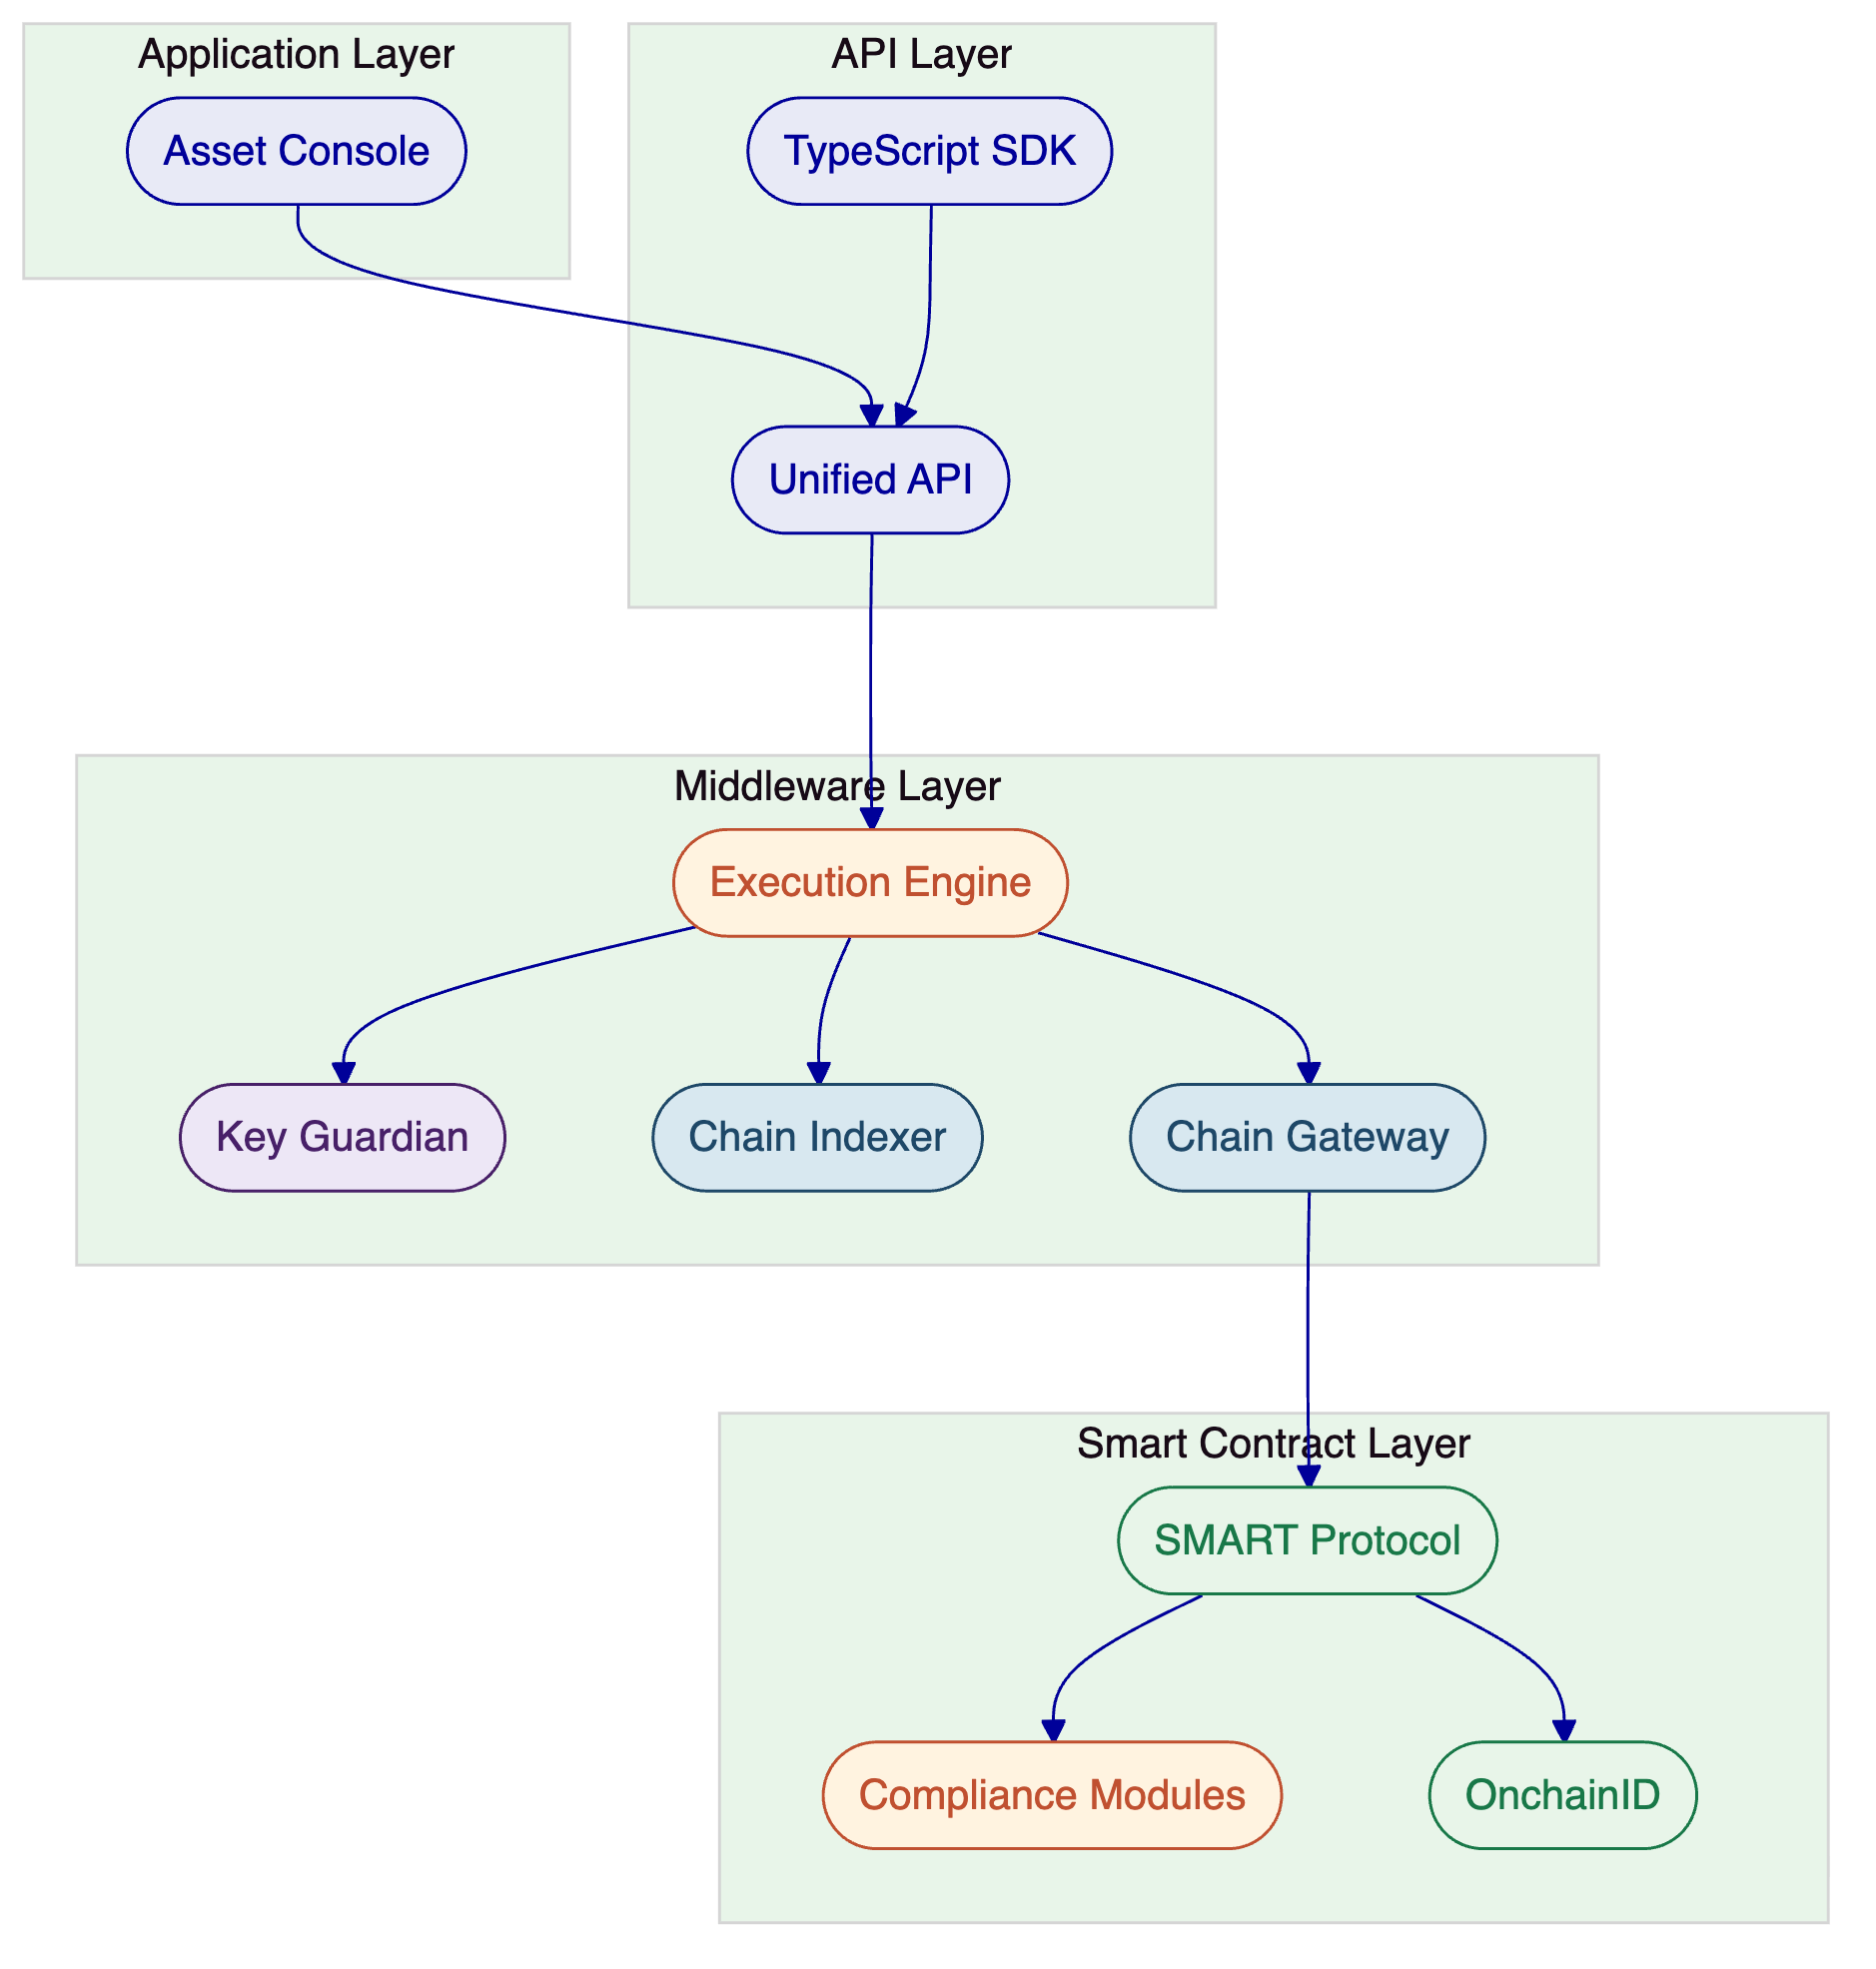 Application Layer
Asset Console
API Layer
TypeScript SDK
Unified API
Middleware Layer
Execution Engine
Key Guardian
Chain Indexer
Chain Gateway
Smart Contract Layer
SMART Protocol
Compliance Modules
OnchainID